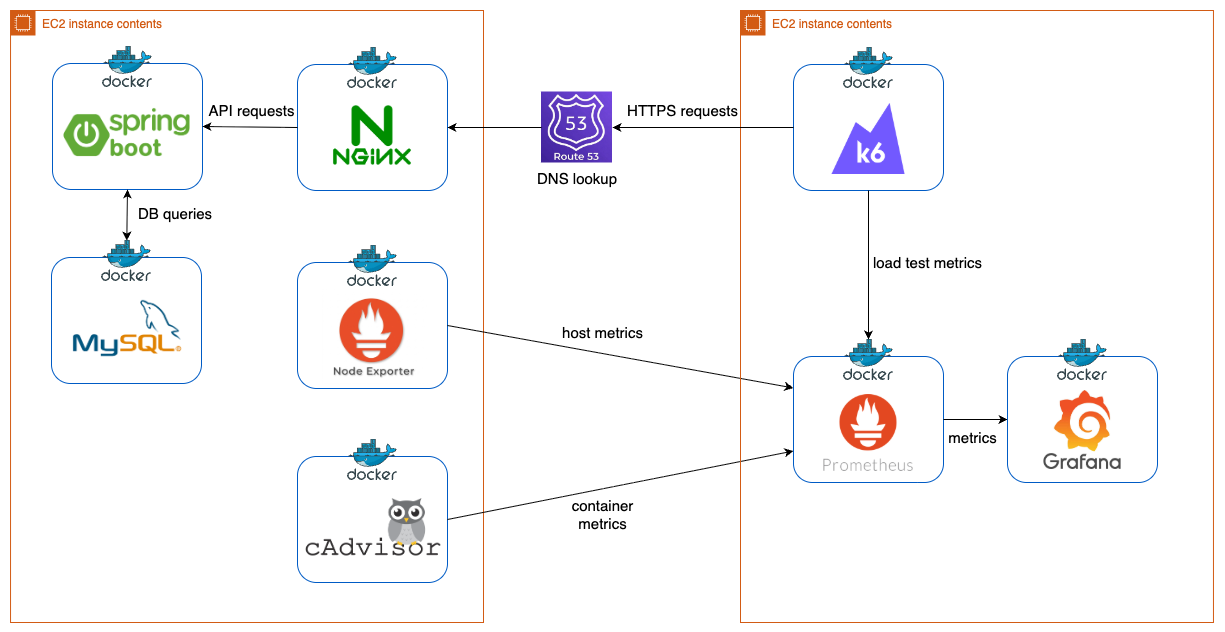 EC2 instance contents
EC2 instance contents
docker
docker
docker
spring
boot
API requests
NGINX
53
Route 53
DNS lookup
HTTPS requests
k6
DB queries
docker
MySQL
docker
Node Exporter
host metrics
load test metrics
docker
Prometheus
metrics
docker
Grafana
docker
cAdvisor
container
metrics